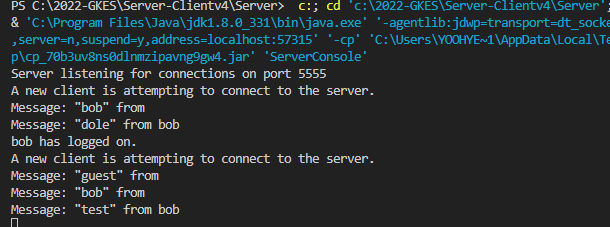 PS C:\2022-GKES\Server-Clientv4\Server>  c:; cd 'c:\2022-GKES\Server-Clientv4\Server';
& 'C:\Program Files\Java\jdk1.8.0_331\bin\java.exe' '-agentlib:jdwp=transport=dt_socke
,server=n,suspend=y,address=localhost:57315' '-cp' 'C:\Users\YOOHYE~1\AppData\Local\Te
p\cp_70b3uv8ns0dlnmzipavng9gw4.jar' 'ServerConsole'
Server listening for connections on port 5555
A new client is attempting to connect to the server.
Message: "bob" from
Message: "dole" from bob
bob has logged on.
A new client is attempting to connect to the server.
Message: "guest" from
Message: "bob" from
Message: "test" from bob